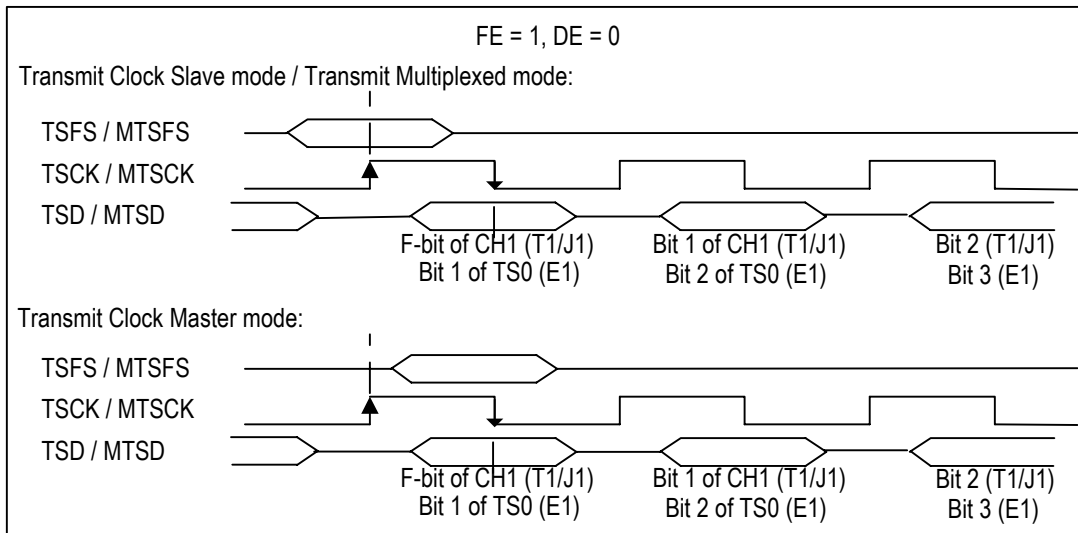 FE = 1, DE = 0
Transmit Clock Slave mode / Transmit Multiplexed mode:
TSFS / MTSFS
TSCK / MTSCK
TSD / MTSD
F-bit of CH1 (T1/J1)
Bit 1 of TS0 (E1)
Bit 1 of CH1 (T1/J1)
Bit 2 of TS0 (E1)
Bit 2 (T1/J1)
Bit 3 (E1)
Transmit Clock Master mode:
TSFS / MTSFS
TSCK / MTSCK
TSD / MTSD
F-bit of CH1 (T1/J1)
Bit 1 of TS0 (E1)
Bit 1 of CH1 (T1/J1)
Bit 2 of TS0 (E1)
Bit 2 (T1/J1)
Bit 3 (E1)